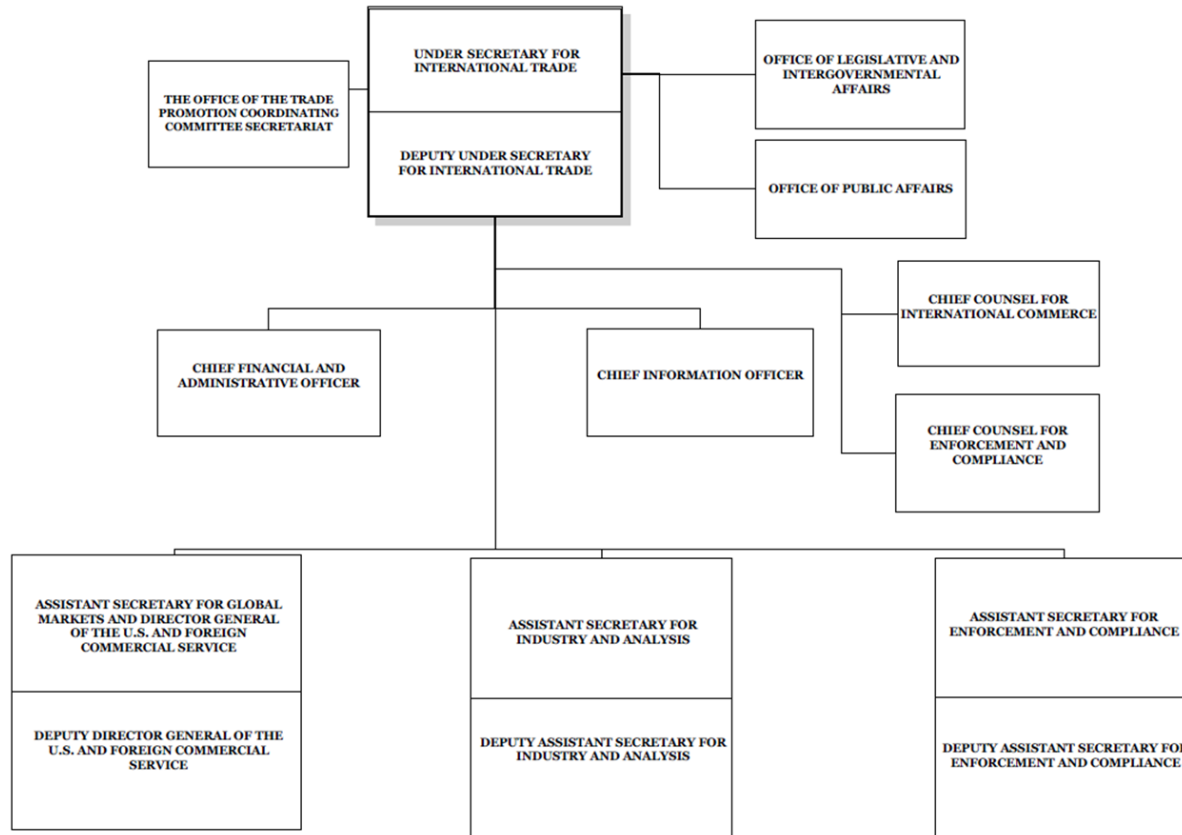 UNDER SECRETARY FOR
INTERNATIONAL TRADE
DEPUTY UNDER SECRETARY
FOR INTERNATIONAL TRADE
THE OFFICE OF THE TRADE
PROMOTION COORDINATING
COMMITTEE SECRETARIAT
OFFICE OF LEGISLATIVE AND
INTERGOVERNMENTAL
AFFAIRS
OFFICE OF PUBLIC AFFAIRS
CHIEF COUNSEL FOR
INTERNATIONAL COMMERCE
CHIEF FINANCIAL AND
ADMINISTRATIVE OFFICER
CHIEF INFORMATION OFFICER
CHIEF COUNSEL FOR
ENFORCEMENT AND
COMPLIANCE
ASSISTANT SECRETARY FOR GLOBAL
MARKETS AND DIRECTOR GENERAL
OF THE U.S. AND FOREIGN
COMMERCIAL SERVICE
DEPUTY DIRECTOR GENERAL OF THE
U.S. AND FOREIGN COMMERCIAL
SERVICE
ASSISTANT SECRETARY FOR
INDUSTRY AND ANALYSIS
DEPUTY ASSISTANT SECRETARY FOR
INDUSTRY AND ANALYSIS
ASSISTANT SECRETARY FOR
ENFORCEMENT AND COMPLIANCE
DEPUTY ASSISTANT SECRETARY FOR
ENFORCEMENT AND COMPLIANCE